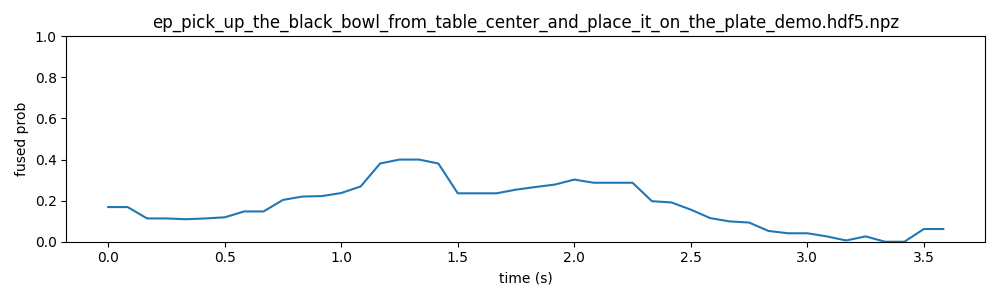 ep_pick_up_the_black_bowl_from_table_center_and_place_it_on_the_plate_demo.hdf5.npz
fused prob
1.0
0.8
0.6
0.4
0.2
0.0
0.0 0.5 1.0 1.5 2.0 2.5 3.0 3.5
time (s)